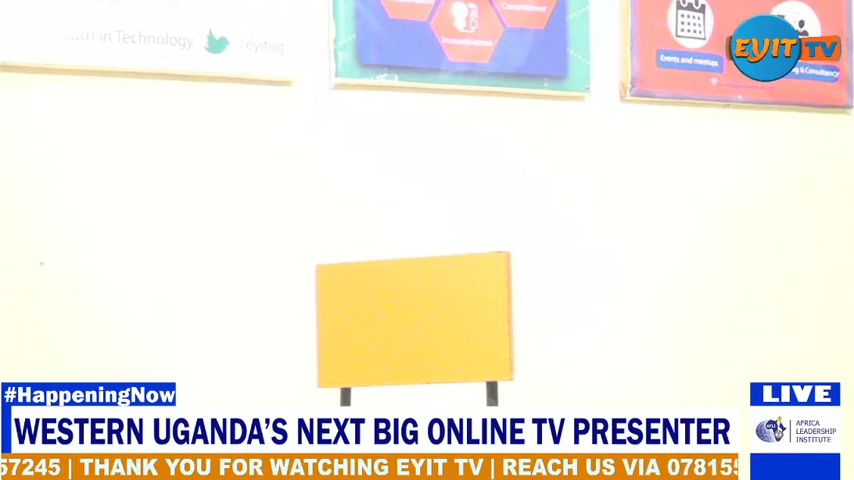 in Technology
eyitug
Innovativeness
Commitment
Events and meetups
& Consultancy
EYIT TV
#HappeningNow
WESTERN UGANDA'S NEXT BIG ONLINE TV PRESENTER
57245 | THANK YOU FOR WATCHING EYIT TV | REACH US VIA 078155
LIVE
AFRICA
LEADERSHIP
INSTITUTE